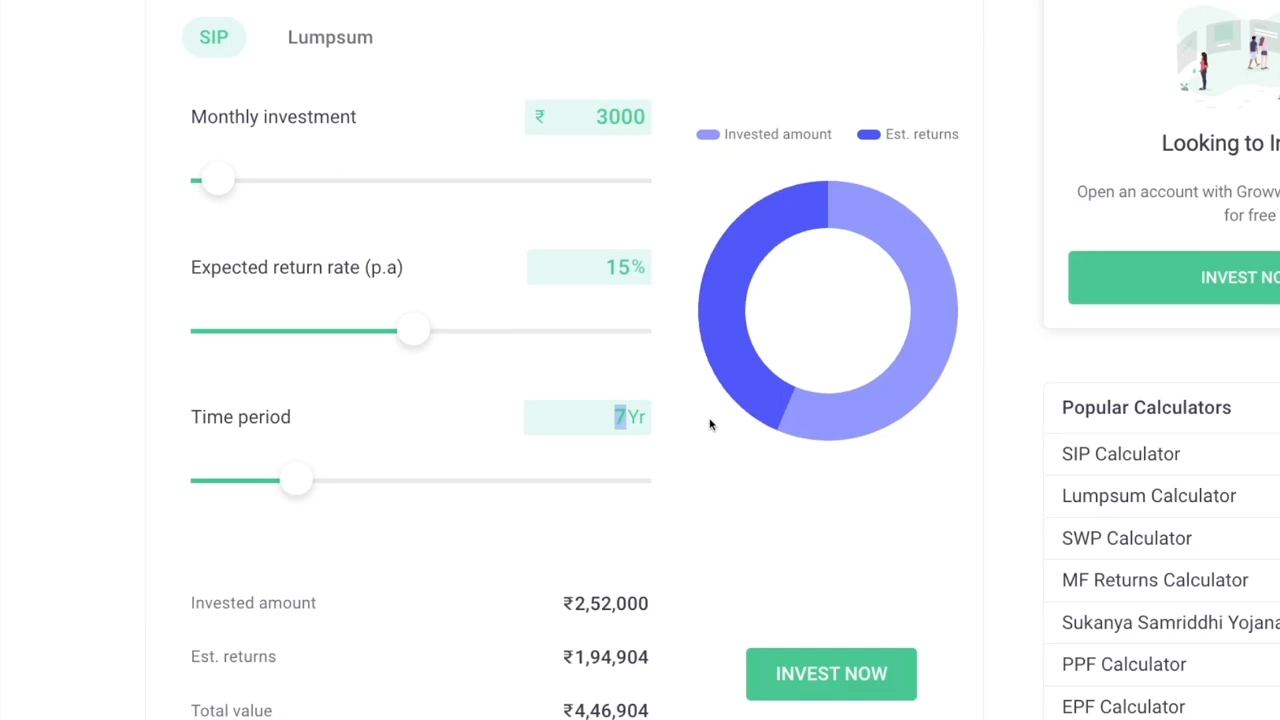 SIP
Lumpsum
Monthly investment
₹ 3000
Expected return rate (p.a)
15%
Time period
7Yr
Invested amount
₹2,52,000
Est. returns
₹1,94,904
Total value
₹4,46,904
Invested amount
Est. returns
INVEST NOW
Looking to
Open an account with
for free
INVEST
Popular Calculators
SIP Calculator
Lumpsum Calculator
SWP Calculator
MF Returns Calculator
Sukanya Samriddhi
PPF Calculator
EPF Calculator